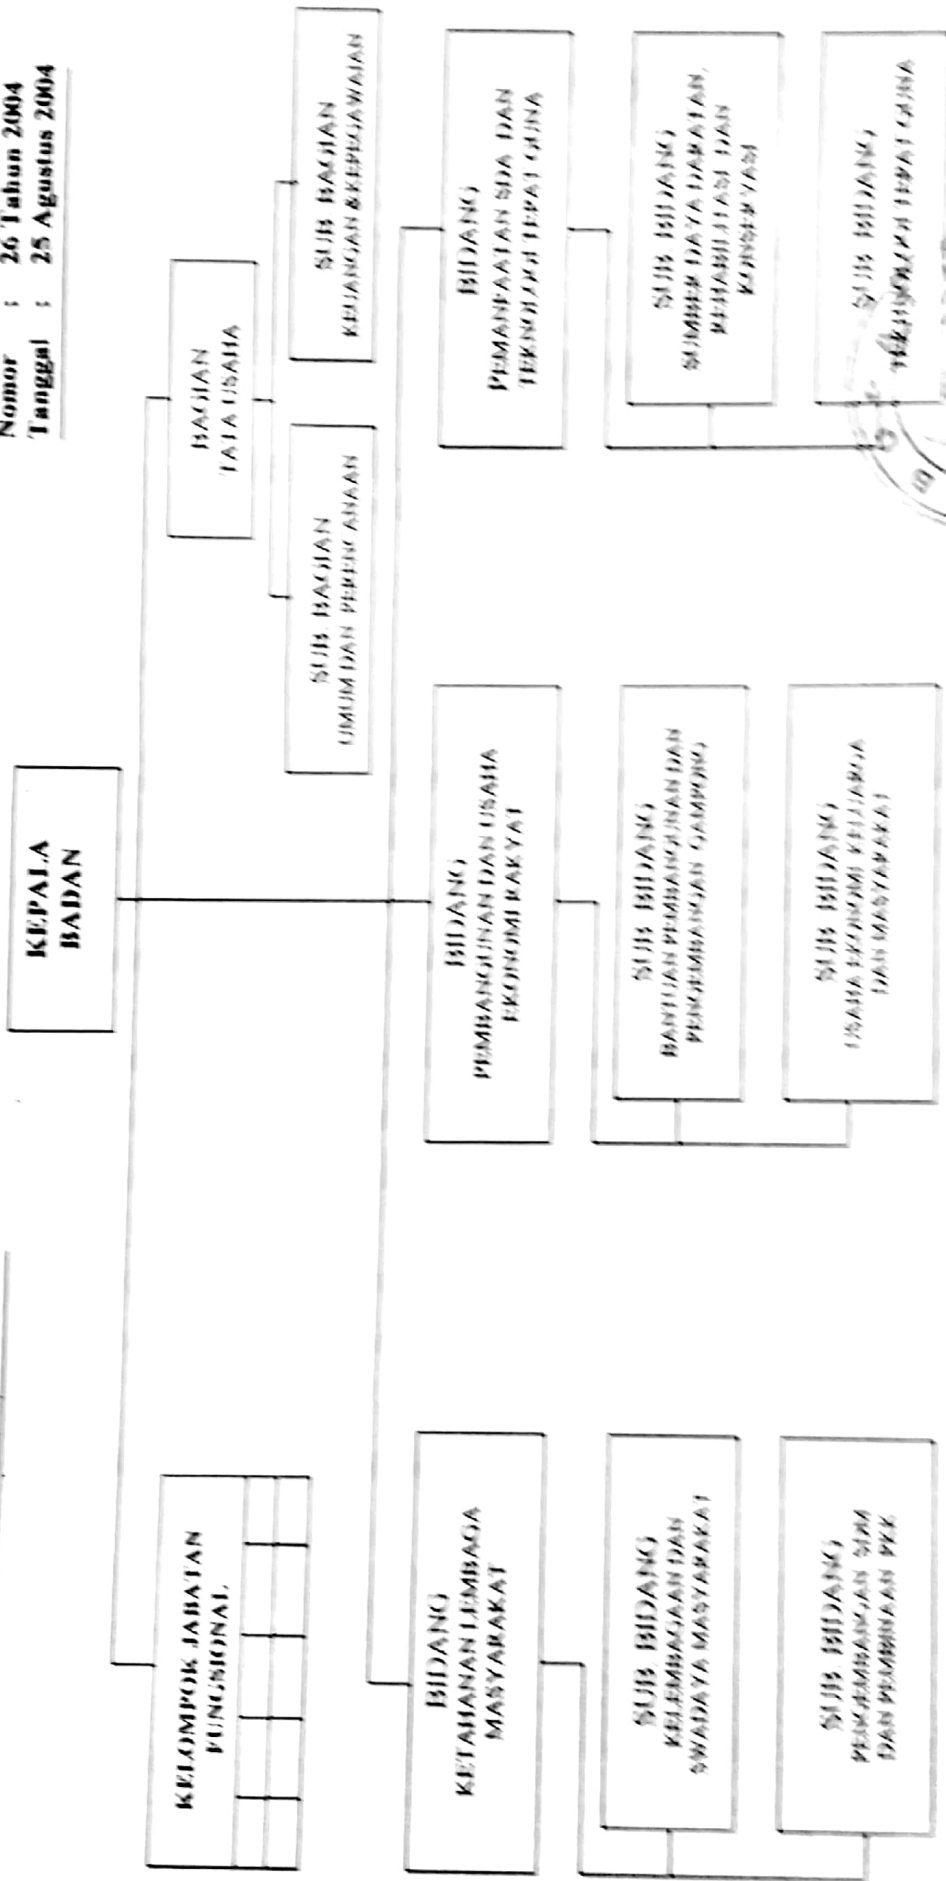 Nomor : 26 Tahun 2004
Tanggal : 25 Agustus 2004
KEPALA
BADAN
KELOMPOK JABATAN
FUNGSIONAL
BAGIAN
TATA USAHA
SUB BAGIAN
UMUM DAN PERENCANAAN
SUB BAGIAN
KEUANGAN & KEPEGAWAIAN
BIDANG
KETAHANAN LEMBAGA
MASYARAKAT
BIDANG
PEMBANGUNAN DAN USAHA
EKONOMI RAKYAT
BIDANG
PEMANFAATAN SDA DAN
TEKNOLOGI TEPAT GUNA
SUB BIDANG
KELEMBAGAAN DAN
SWADAYA MASYARAKAT
SUB BIDANG
BANTUAN PEMBANGUNAN DAN
PENGEMBANGAN GAMPONG
SUB BIDANG
SUMBER DAYA DARATAN,
REHABILITASI DAN
KONSERVASI
SUB BIDANG
PENGEMBANGAN SDM
DAN PEMBINAAN PKK
SUB BIDANG
USAHA EKONOMI KELUARGA
DAN MASYARAKAT
SUB BIDANG
TEKNOLOGI TEPAT GUNA